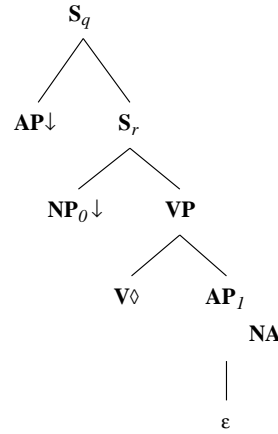 S_q
AP↓ S_r
NP_0↓ VP
V◊ AP_1
NA
ε